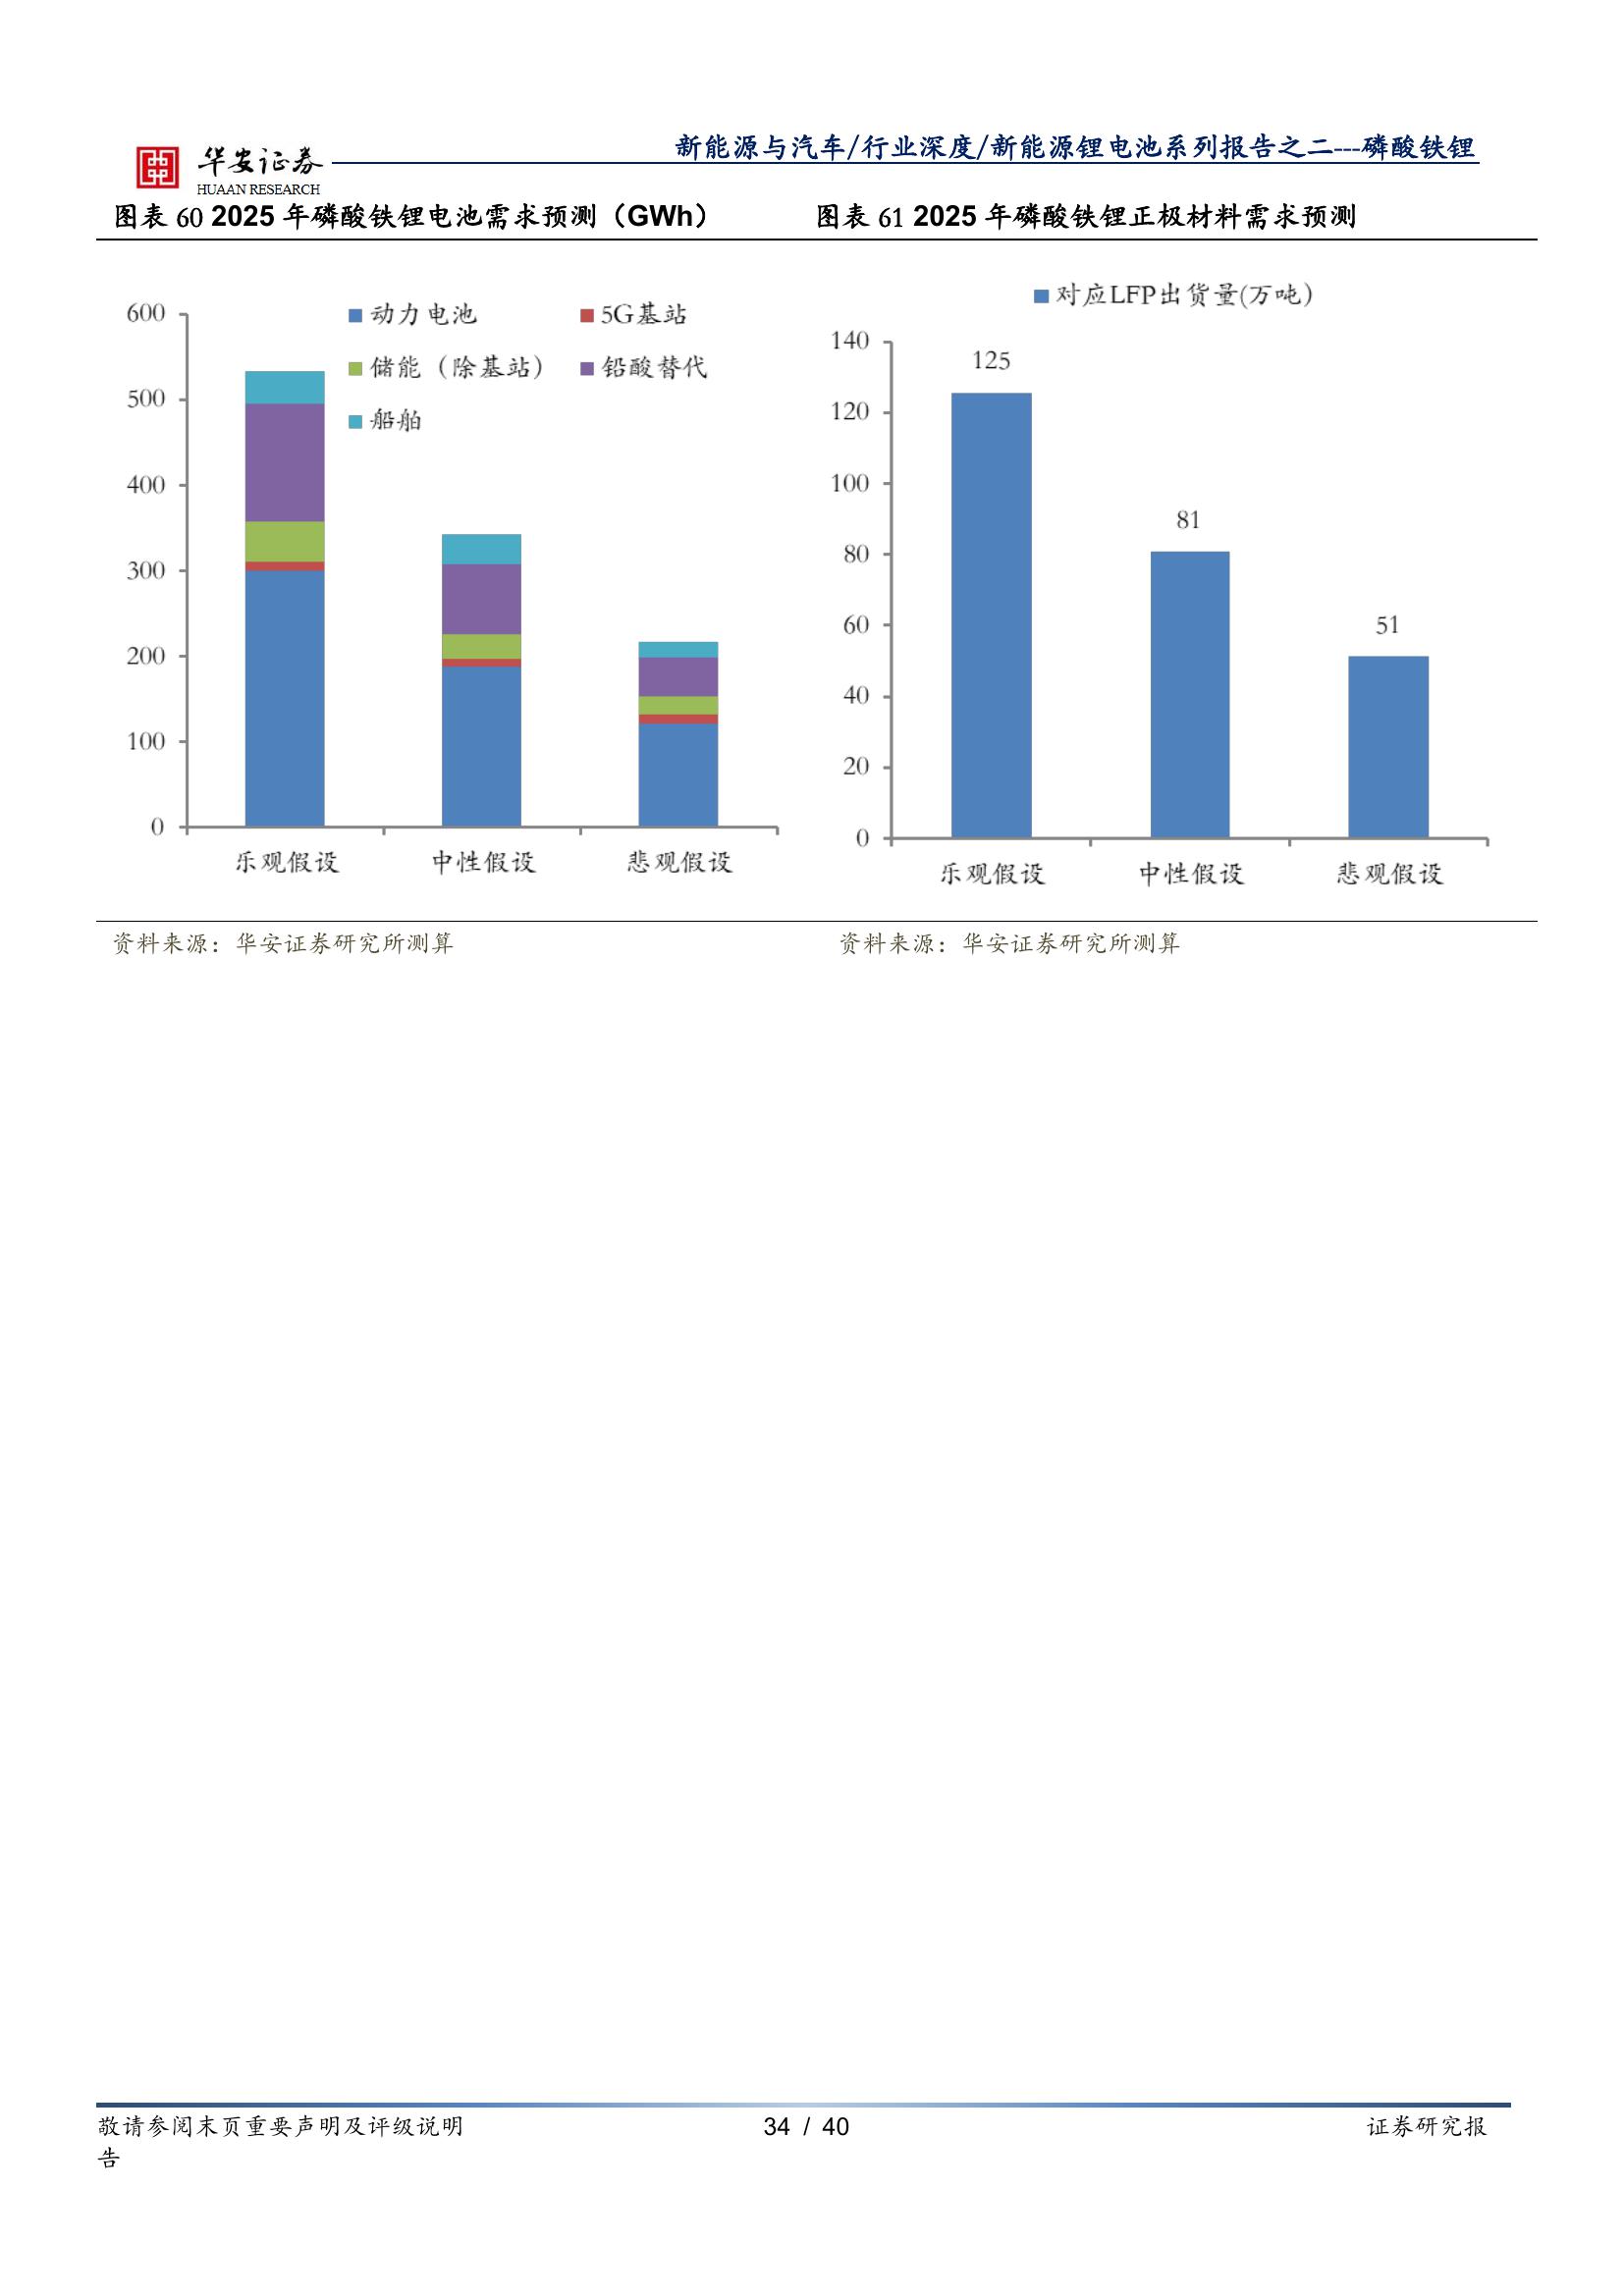 新能源与汽车/行业深度/新能源锂电池系列报告之二---磷酸铁锂
华安证券
HUAAN RESEARCH
图表 60 2025 年磷酸铁锂电池需求预测（GWh）
600
500
400
300
200
100
0
动力电池
5G基站
储能（除基站）
铅酸替代
船舶
乐观假设
中性假设
悲观假设
资料来源：华安证券研究所测算
图表 61 2025 年磷酸铁锂正极材料需求预测
对应LFP出货量(万吨）
140
120
100
80
60
40
20
0
125
81
51
乐观假设
中性假设
悲观假设
资料来源：华安证券研究所测算
敬请参阅末页重要声明及评级说明 34 / 40 证券研究报
告